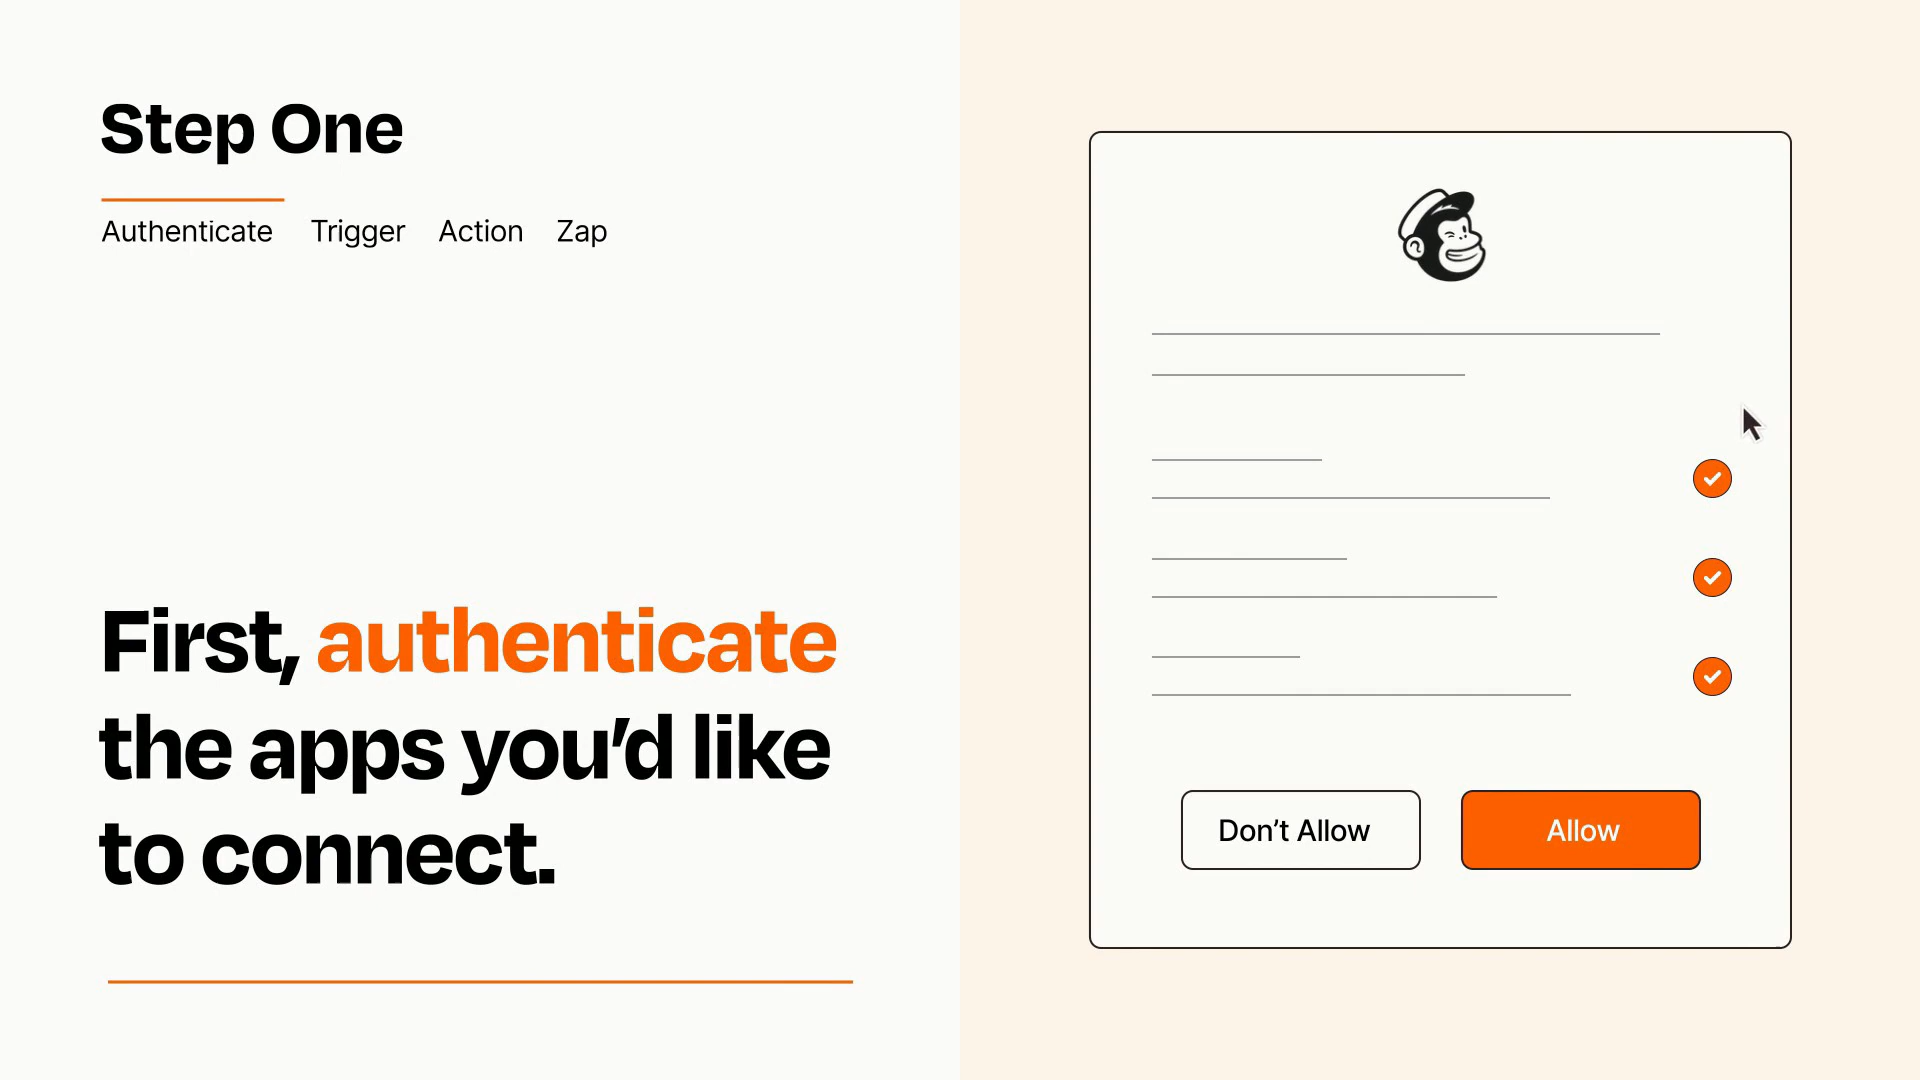 Step One
Authenticate Trigger Action Zap
First, authenticate
the apps you’d like
to connect.
Don’t Allow Allow